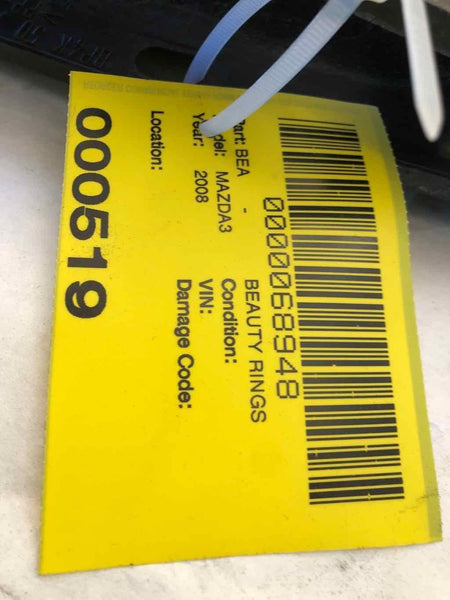 0000068948
Part: BEA - BEAUTY RINGS
Model: MAZDA3 Condition:
Year: 2008 VIN:
Location: Damage Code:
000519